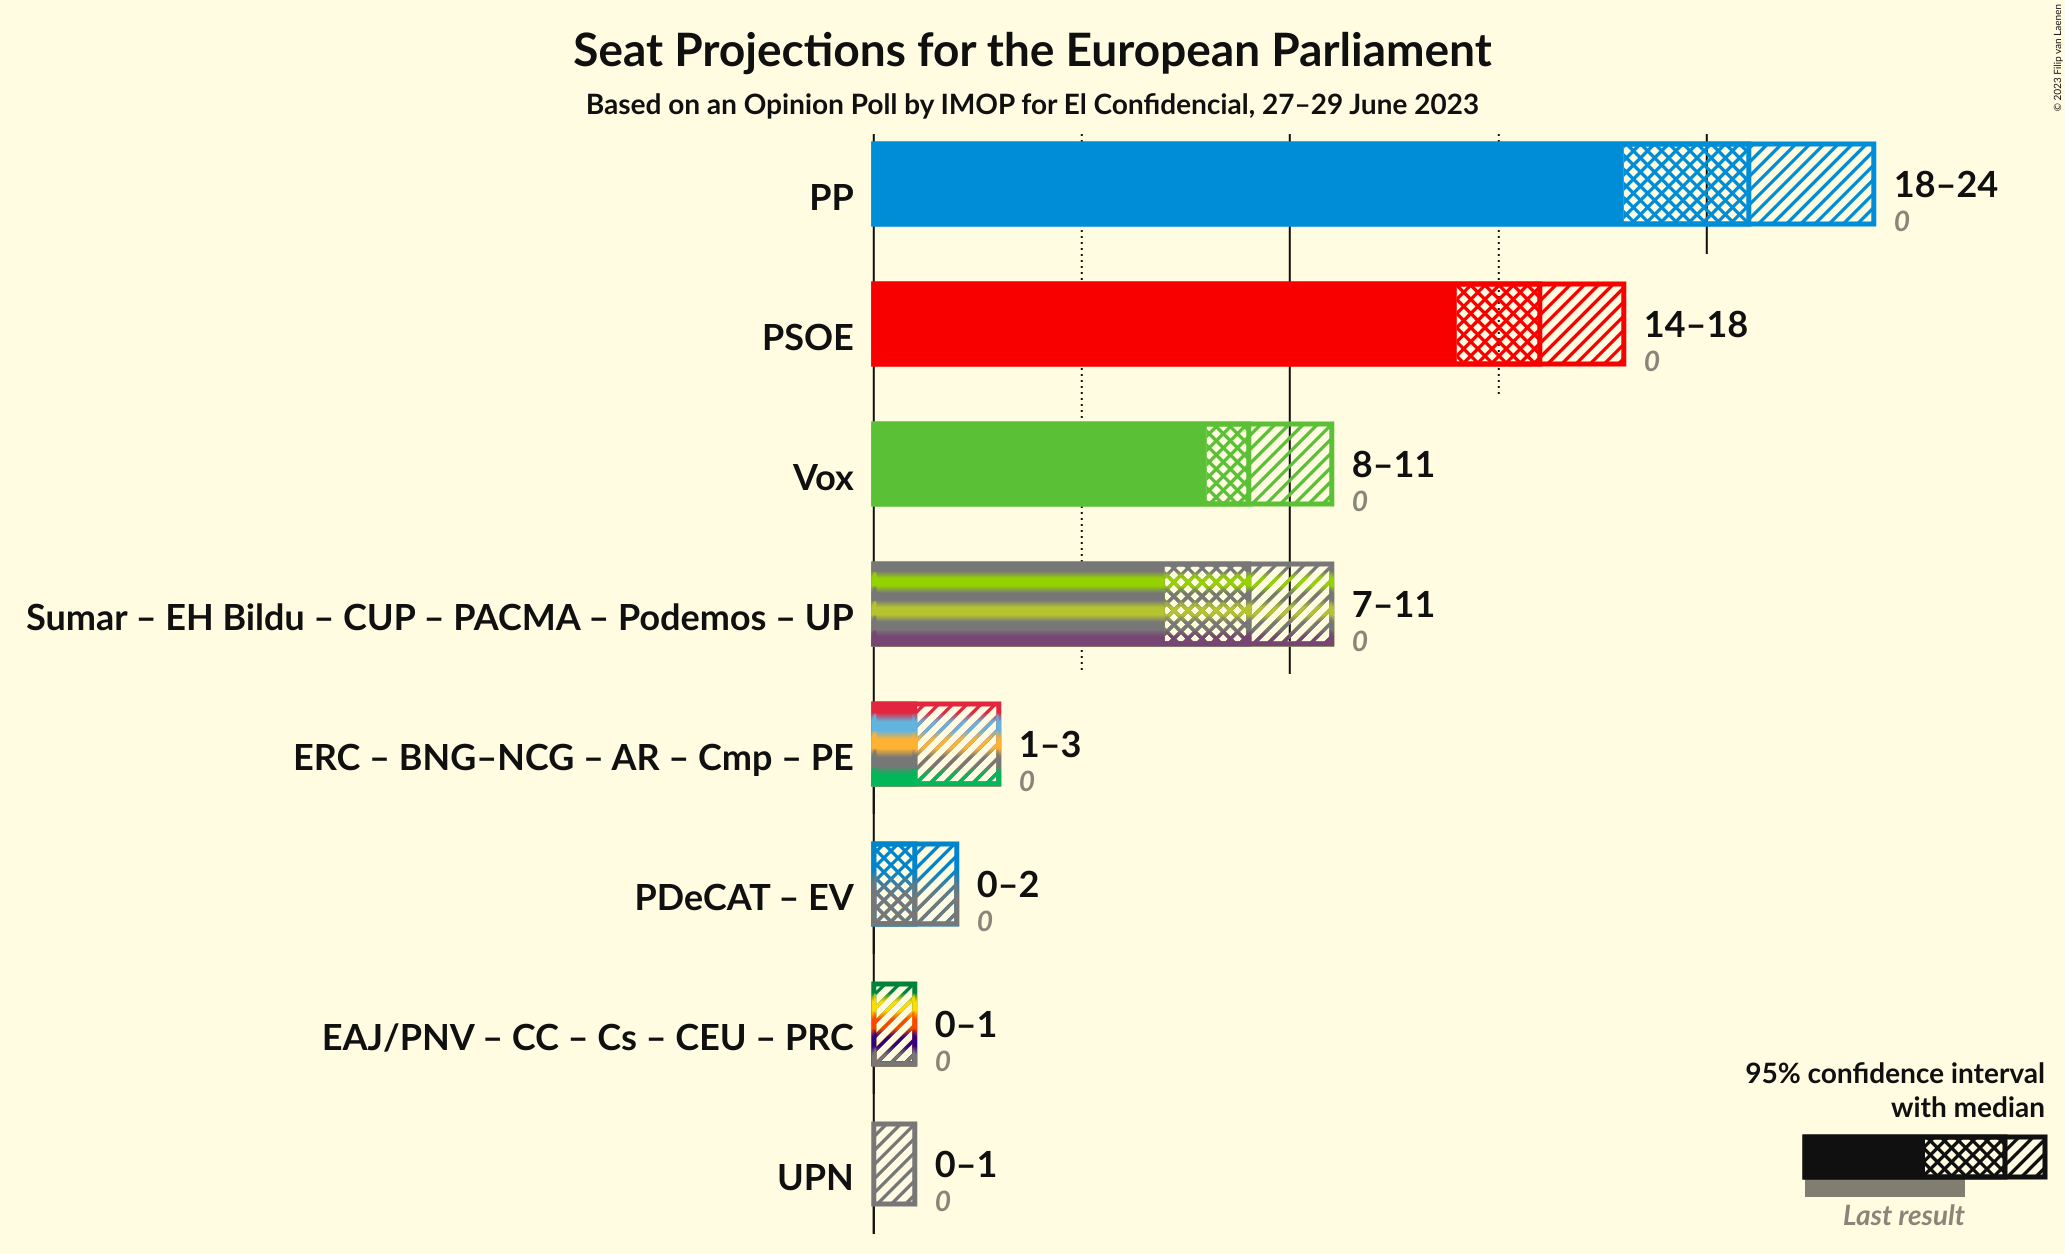 Seat Projections for the European Parliament
Based on an Opinion Poll by IMOP for El Confidencial, 27–29 June 2023
© 2023 Filip van Laenen
PP
18–24
0
PSOE
14–18
0
Vox
8–11
0
Sumar – EH Bildu – CUP – PACMA – Podemos – UP
7–11
0
ERC – BNG–NCG – AR – Cmp – PE
1–3
0
PDeCAT – EV
0–2
0
EAJ/PNV – CC – Cs – CEU – PRC
0–1
0
UPN
0–1
0
95% confidence interval
with median
Last result